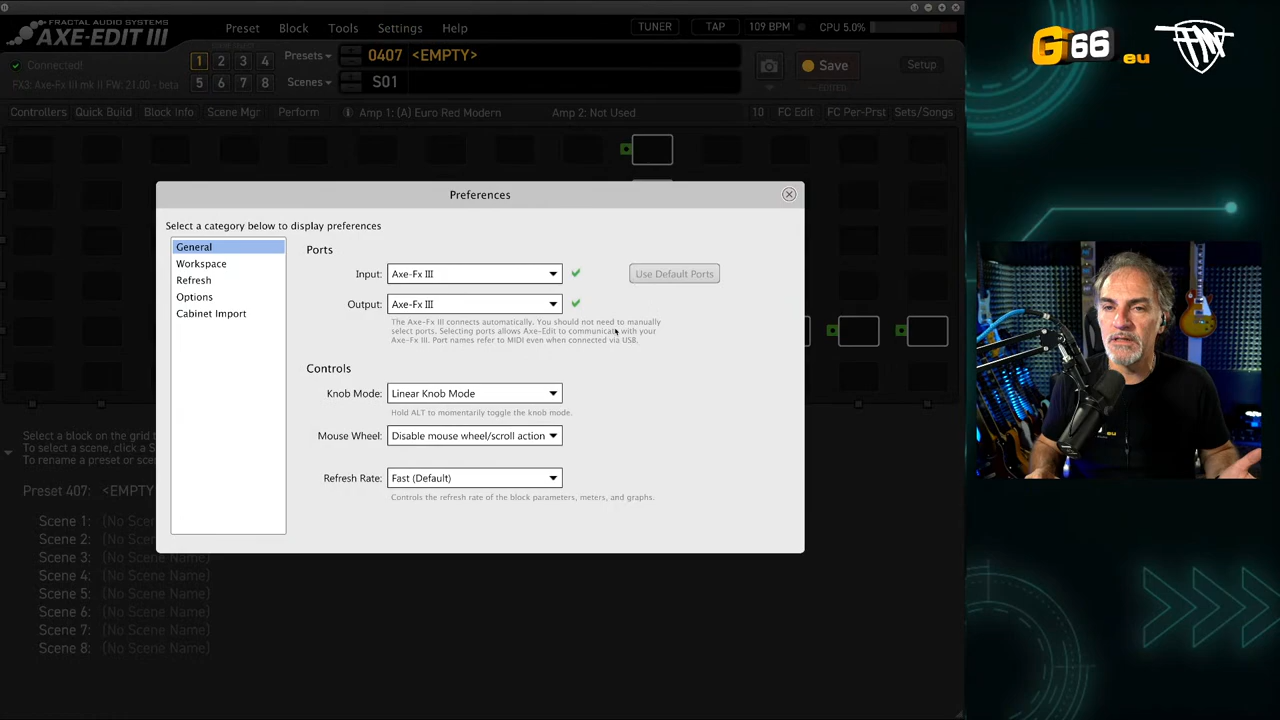 FRACTAL AUDIO SYSTEMS
AXE-EDIT III
Preset Block Tools Settings Help
TUNER TAP 109 BPM CPU 5.0%
Connected!
FX3: Axe-Fx III mk II FW: 21.00 - beta
1 2 3 4
5 6 7 8
Presets 0407 <EMPTY>
Scenes S01
Save
Setup
Controllers Quick Build Block Info Scene Mgr Perform Amp 1: (A) Euro Red Modern Amp 2: Not Used 10 FC Edit FC Per-Prst Sets/Songs
Preferences
Select a category below to display preferences
General
Workspace
Refresh
Options
Cabinet Import
Ports
Input: Axe-Fx III Use Default Ports
Output: Axe-Fx III
The Axe-Fx III connects automatically. You should not need to manually
select ports. Selecting ports allows Axe-Edit to communicate with your
Axe-Fx III. Port names refer to MIDI even when connected via USB.
Controls
Knob Mode: Linear Knob Mode
Hold ALT to momentarily toggle the knob mode.
Mouse Wheel: Disable mouse wheel/scroll action
Refresh Rate: Fast (Default)
Controls the refresh rate of the block parameters, meters, and graphs.
Select a block on the grid
To select a scene, click a S
To rename a preset or scen
Preset 407: <EMPTY>
Scene 1: (No Scene
Scene 2: (No Scene Name)
Scene 3: (No Scene Name)
Scene 4: (No Scene Name)
Scene 5: (No Scene Name)
Scene 6: (No Scene Name)
Scene 7: (No Scene Name)
Scene 8: (No Scene Name)
G66
eu